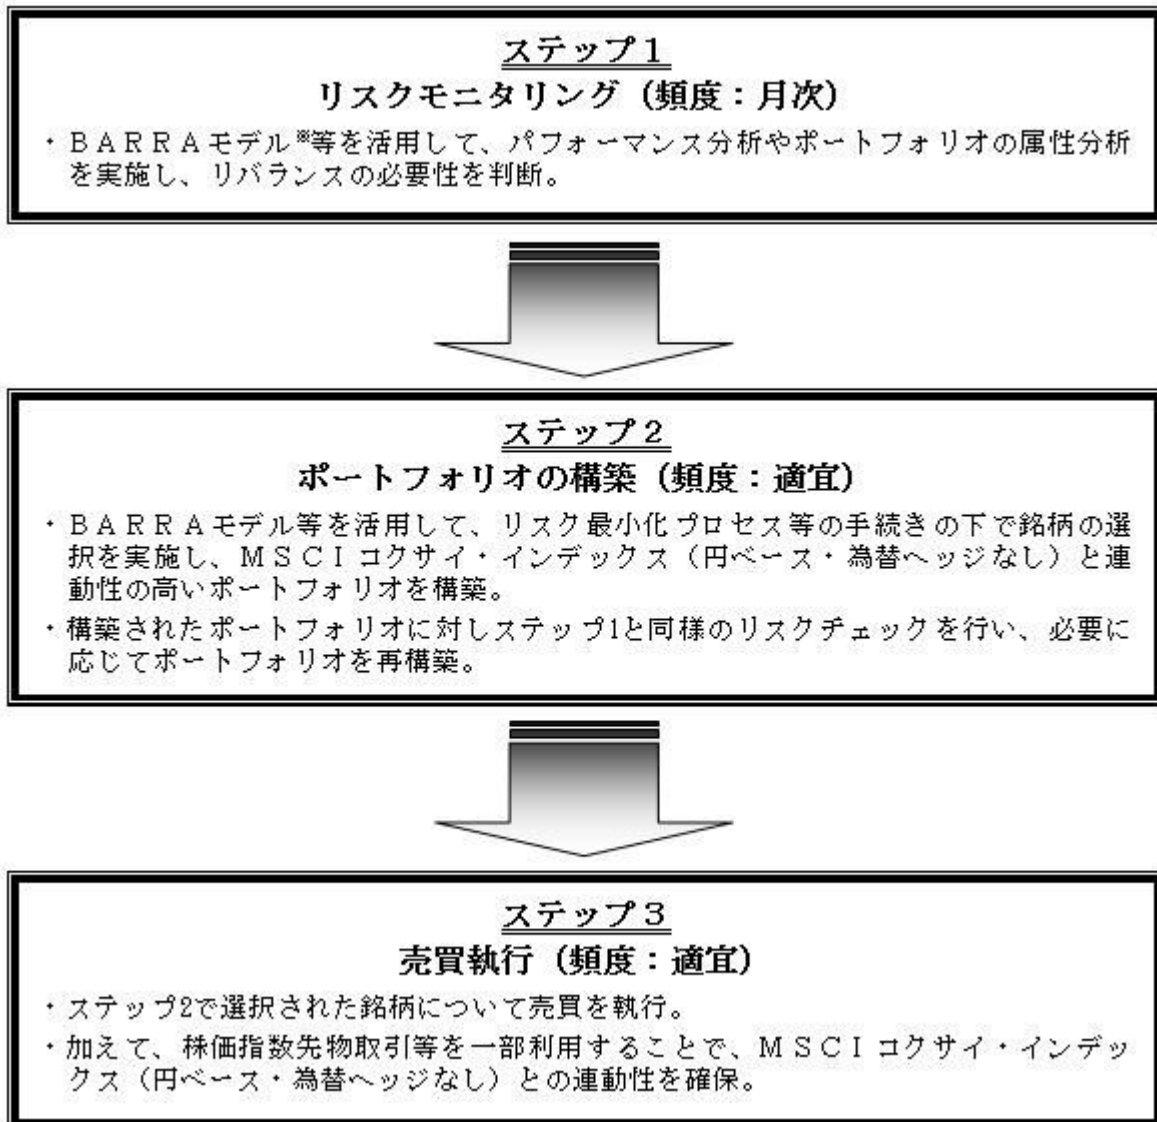 ステップ1
リスクモニタリング（頻度：月次）
・ＢＡＲＲＡモデル※等を活用して、パフォーマンス分析やポートフォリオの属性分析
を実施し、リバランスの必要性を判断。
ステップ２
ポートフォリオの構築（頻度：適宜）
・ＢＡＲＲＡモデル等を活用して、リスク最小化プロセス等の手続きの下で銘柄の選
択を実施し、ＭＳＣＩコクサイ・インデックス（円ベース・為替ヘッジなし）と連
動性の高いポートフォリオを構築。
・構築されたポートフォリオに対しステップ1と同様のリスクチェックを行い、必要に
応じてポートフォリオを再構築。
ステップ３
売買執行（頻度：適宜）
・ステップ2で選択された銘柄について売買を執行。
・加えて、株価指数先物取引等を一部利用することで、ＭＳＣＩコクサイ・インデッ
クス（円ベース・為替ヘッジなし）との連動性を確保。